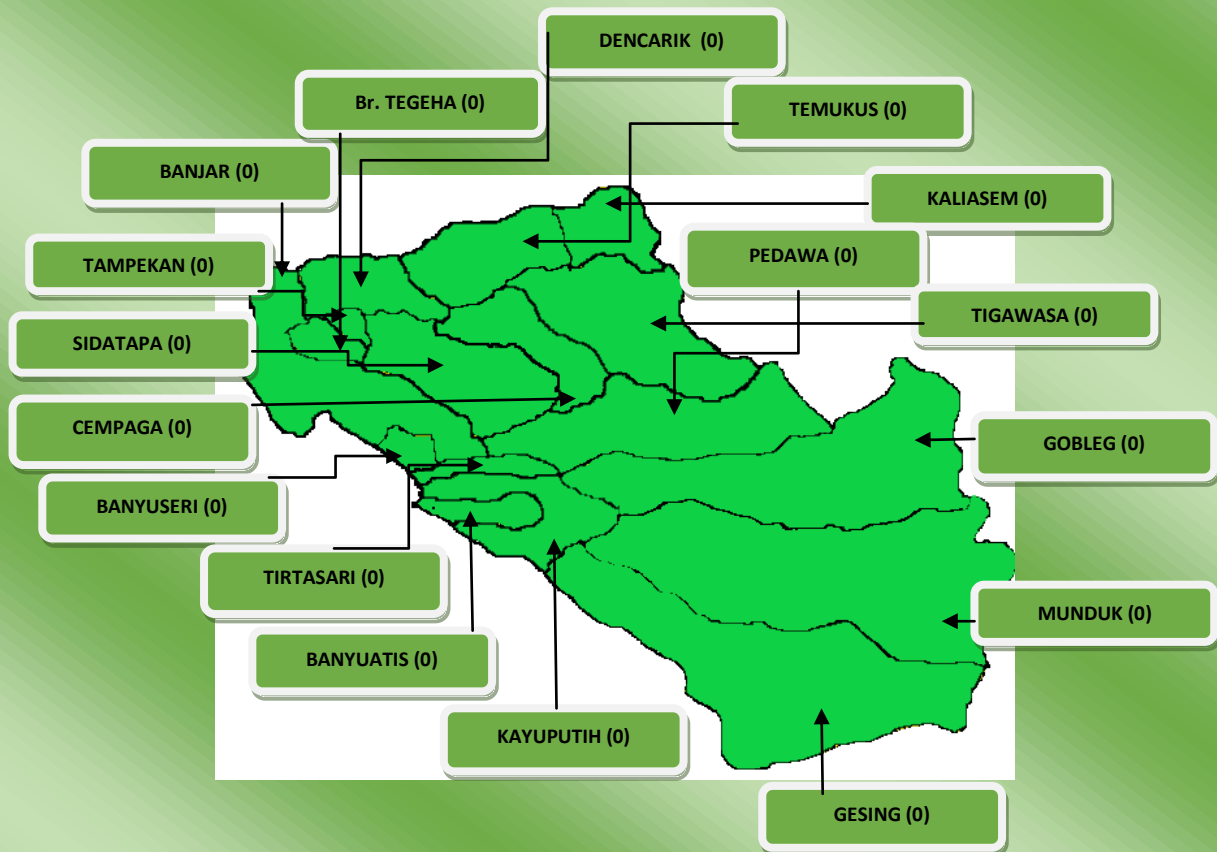 DENCARIK (0)
Br. TEGEHA (0)
TEMUKUS (0)
BANJAR (0)
KALIASEM (0)
TAMPEKAN (0)
PEDAWA (0)
SIDATAPA (0)
TIGAWASA (0)
CEMPAGA (0)
GOBLEG (0)
BANYUSERI (0)
TIRTASARI (0)
MUNDUK (0)
BANYUATIS (0)
KAYUPUTIH (0)
GESING (0)